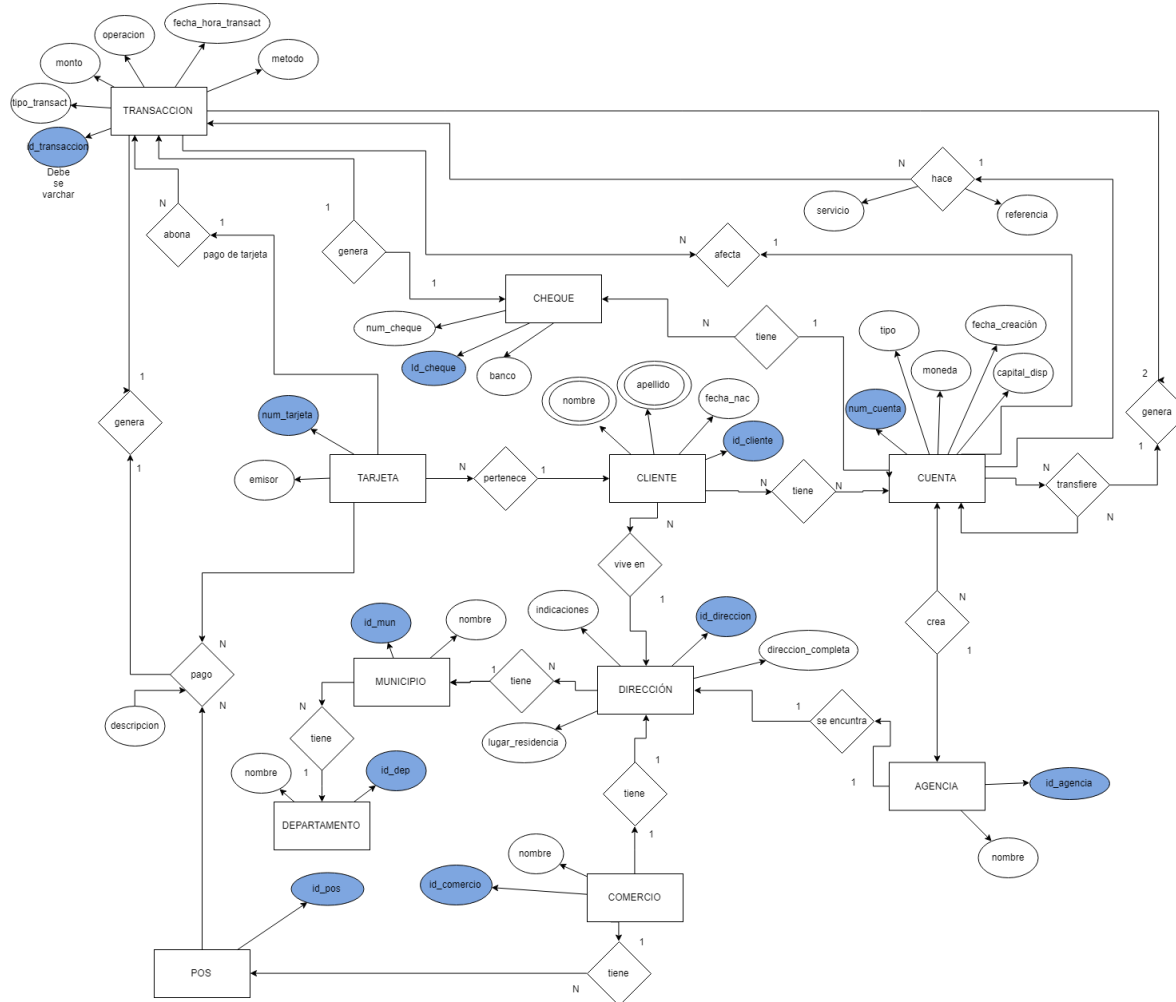 fecha_hora_transact
operacion
metodo
monto
tipo_transact
TRANSACCION
id_transaccion
Debe
se
varchar
N
abona
1
pago de tarjeta
1
genera
1
N
afecta
1
N
hace
1
servicio
referencia
2
genera
1
CHEQUE
num_cheque
Id_cheque
banco
N
tiene
1
tipo
fecha_creación
moneda
capital_disp
num_cuenta
CUENTA
N
transfiere
N
1
genera
1
num_tarjeta
emisor
TARJETA
N
pertenece
1
nombre
apellido
fecha_nac
id_cliente
CLIENTE
N
tiene
N
N
vive en
1
N
crea
1
indicaciones
id_direccion
direccion_completa
DIRECCIÓN
lugar_residencia
id_mun
nombre
MUNICIPIO
1
tiene
N
N
tiene
1
nombre
id_dep
DEPARTAMENTO
N
pago
N
descripcion
1
se encuntra
1
AGENCIA
id_agencia
nombre
1
tiene
1
nombre
id_comercio
COMERCIO
1
tiene
N
id_pos
POS